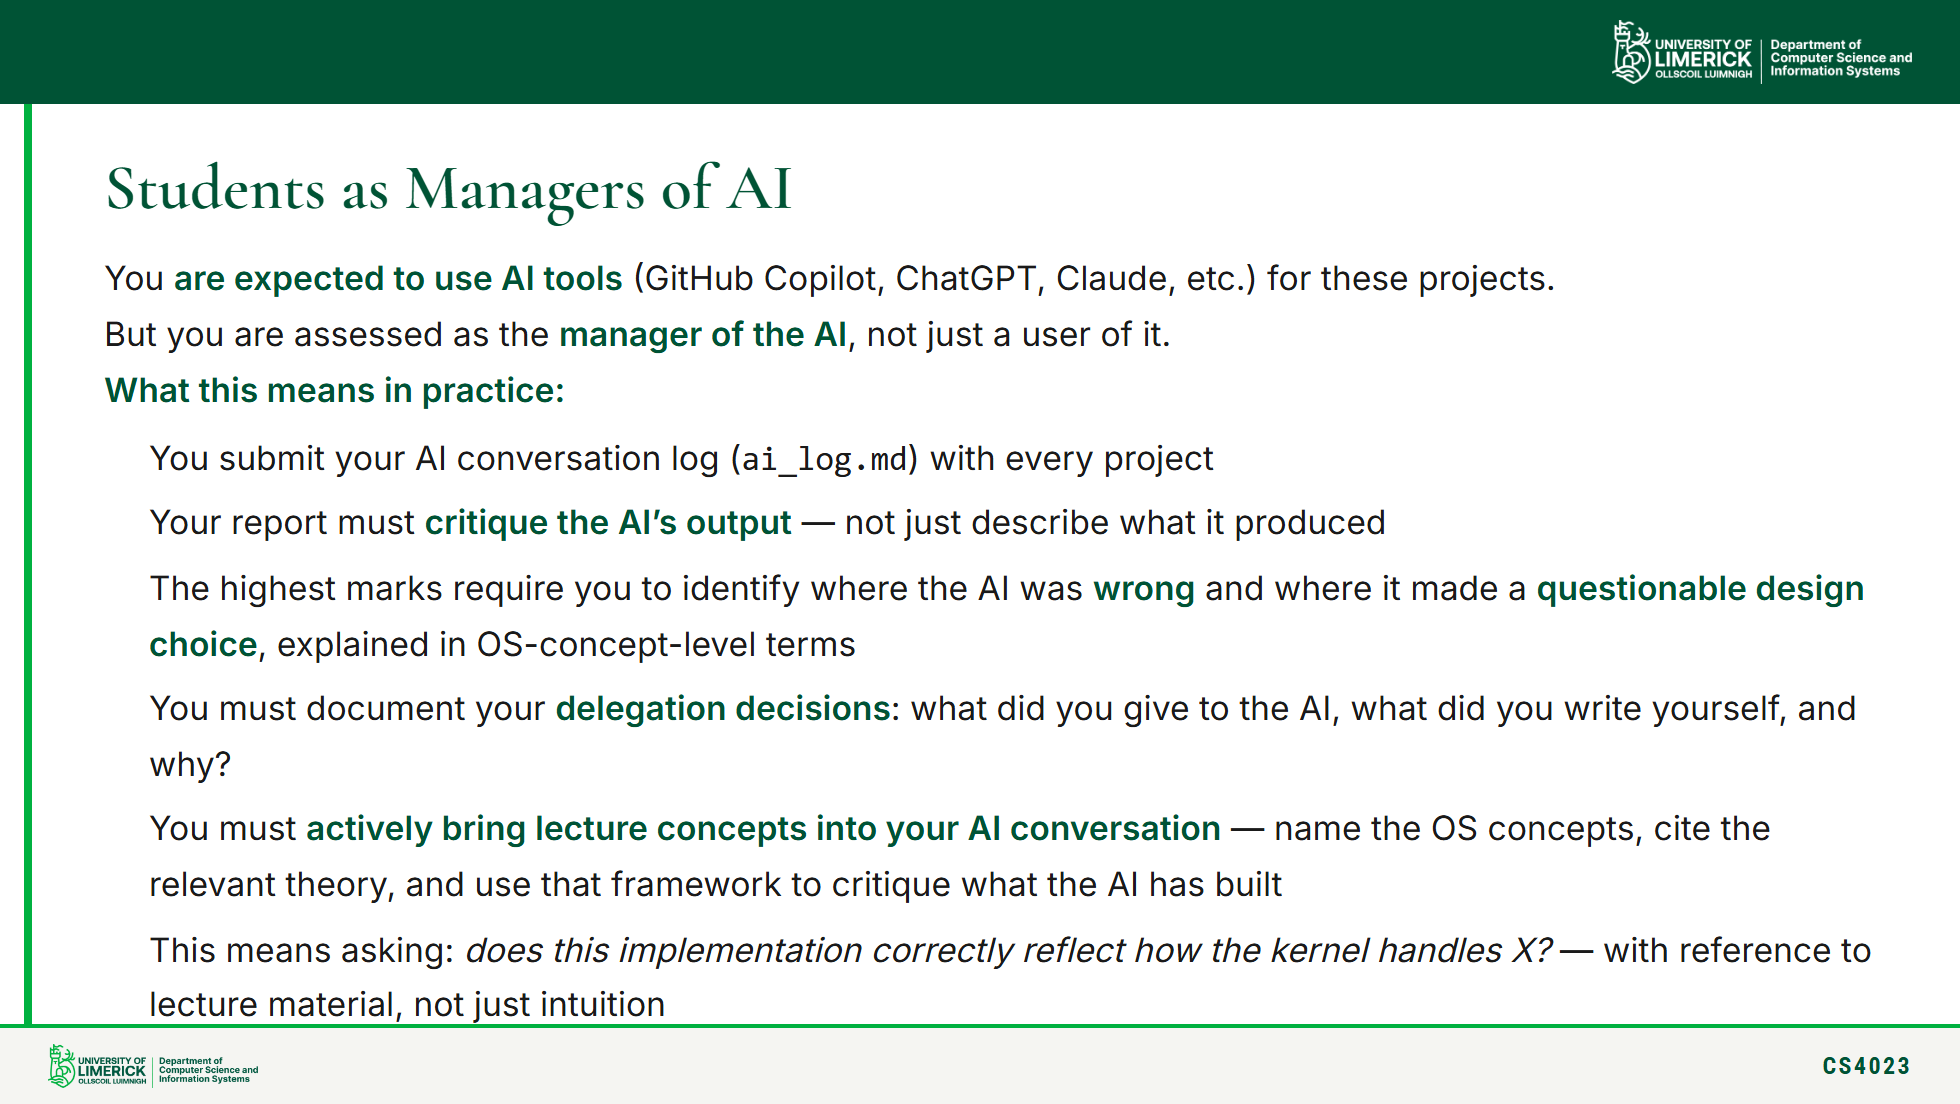 UNIVERSITY OF
LIMERICK
OLLSCOIL LUIMNIGH
Department of
Computer Science and
Information Systems
Students as Managers of AI
You are expected to use AI tools (GitHub Copilot, ChatGPT, Claude, etc.) for these projects.
But you are assessed as the manager of the AI, not just a user of it.
What this means in practice:
You submit your AI conversation log (ai_log.md) with every project
Your report must critique the AI’s output — not just describe what it produced
The highest marks require you to identify where the AI was wrong and where it made a questionable design
choice, explained in OS-concept-level terms
You must document your delegation decisions: what did you give to the AI, what did you write yourself, and
why?
You must actively bring lecture concepts into your AI conversation — name the OS concepts, cite the
relevant theory, and use that framework to critique what the AI has built
This means asking: does this implementation correctly reflect how the kernel handles X? — with reference to
lecture material, not just intuition
UNIVERSITY OF
LIMERICK
OLLSCOIL LUIMNIGH
Department of
Computer Science and
Information Systems
CS4023